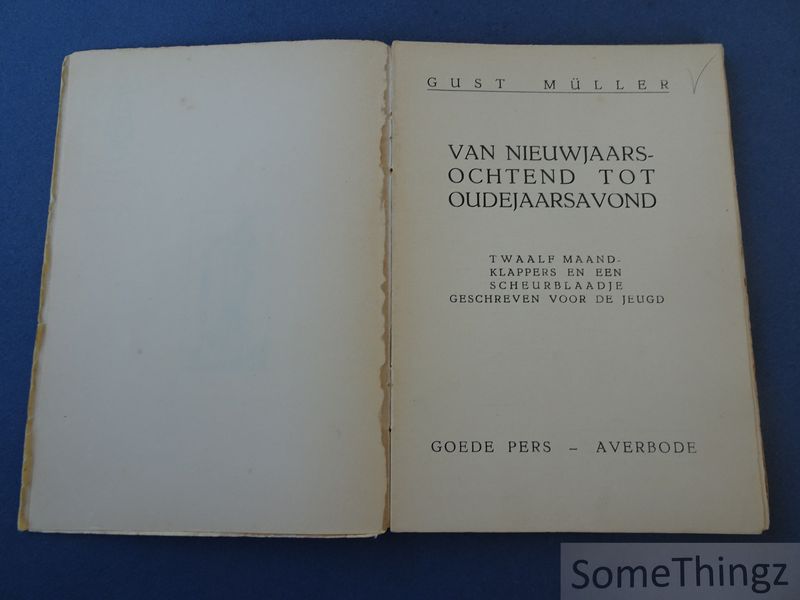 GUST MÜLLER
VAN NIEUWJAARS-
OCHTEND TOT
OUDEJAARSAVOND
TWAALF MAAND-
KLAPPERS EN EEN
SCHEURBLAADJE
GESCHREVEN VOOR DE JEUGD
GOEDE PERS – AVERBODE
SomeThingz